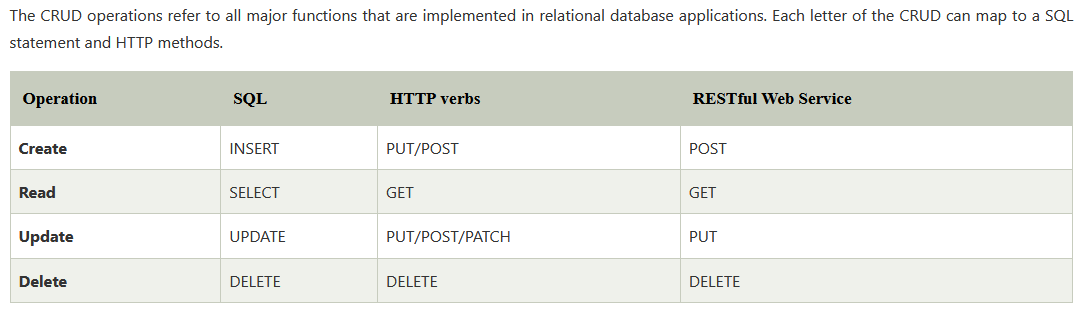 The CRUD operations refer to all major functions that are implemented in relational database applications. Each letter of the CRUD can map to a SQL
statement and HTTP methods.
Operation SQL HTTP verbs RESTful Web Service
Create INSERT PUT/POST POST
Read SELECT GET GET
Update UPDATE PUT/POST/PATCH PUT
Delete DELETE DELETE DELETE